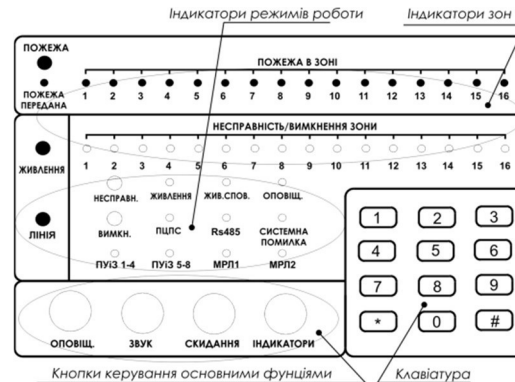 Індикатори режимів роботи
Індикатори зон
ПОЖЕЖА
ПОЖЕЖА В ЗОНІ
ПОЖЕЖА
ПЕРЕДАНА
1 2 3 4 5 6 7 8 9 10 11 12 13 14 15 16
НЕСПРАВНІСТЬ/ВИМКНЕННЯ ЗОНИ
ЖИВЛЕННЯ
1 2 3 4 5 6 7 8 9 10 11 12 13 14 15 16
НЕСПРАВН. ЖИВЛЕННЯ ЖИВ.СПОВ. ОПОВІЩ.
ЛІНІЯ
ВИМКН. ПЦПС Rs485 СИСТЕМНА
ПОМИЛКА
ПУіЗ 1-4 ПУіЗ 5-8 МРЛ1 МРЛ2
1 2 3
4 5 6
7 8 9
* 0 #
ОПОВІЩ. ЗВУК СКИДАННЯ ІНДИКАТОРИ
Кнопки керування основними фунціями
Клавіатура